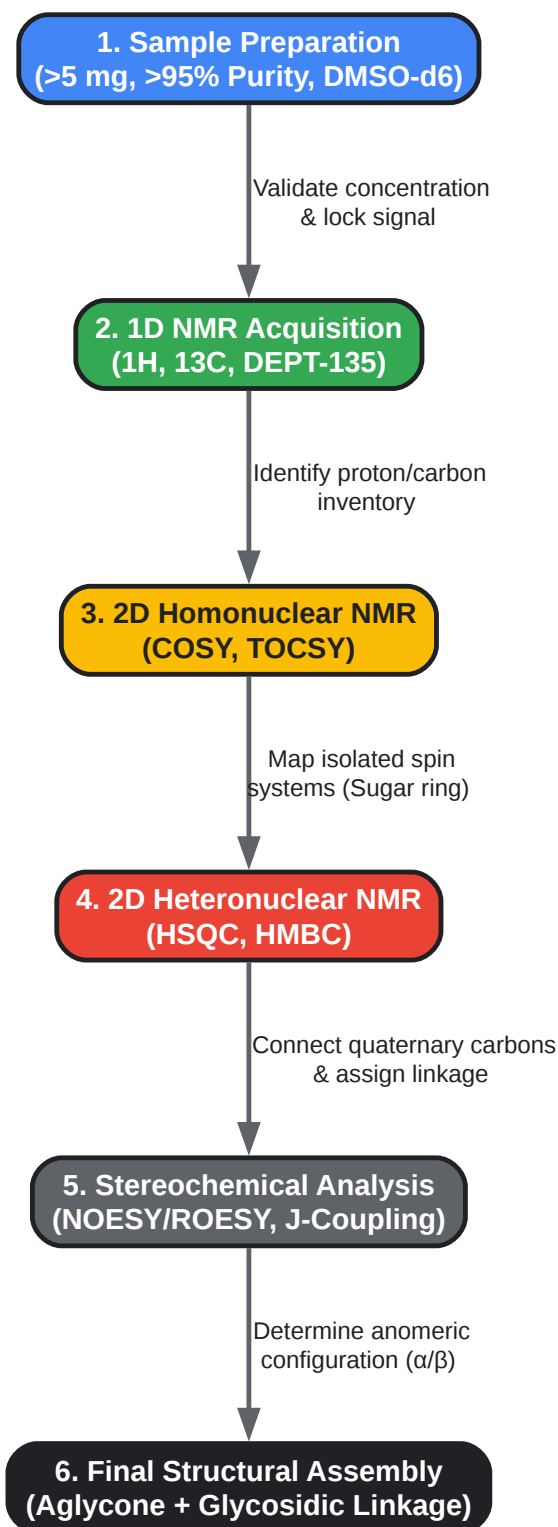 1. Sample Preparation
(>5 mg, >95% Purity, DMSO-d6)
Validate concentration
& lock signal
2. 1D NMR Acquisition
(1H, 13C, DEPT-135)
Identify proton/carbon
inventory
3. 2D Homonuclear NMR
(COSY, TOCSY)
Map isolated spin
systems (Sugar ring)
4. 2D Heteronuclear NMR
(HSQC, HMBC)
Connect quaternary carbons
& assign linkage
5. Stereochemical Analysis
(NOESY/ROESY, J-Coupling)
Determine anomeric
configuration (α/β)
6. Final Structural Assembly
(Aglycone + Glycosidic Linkage)